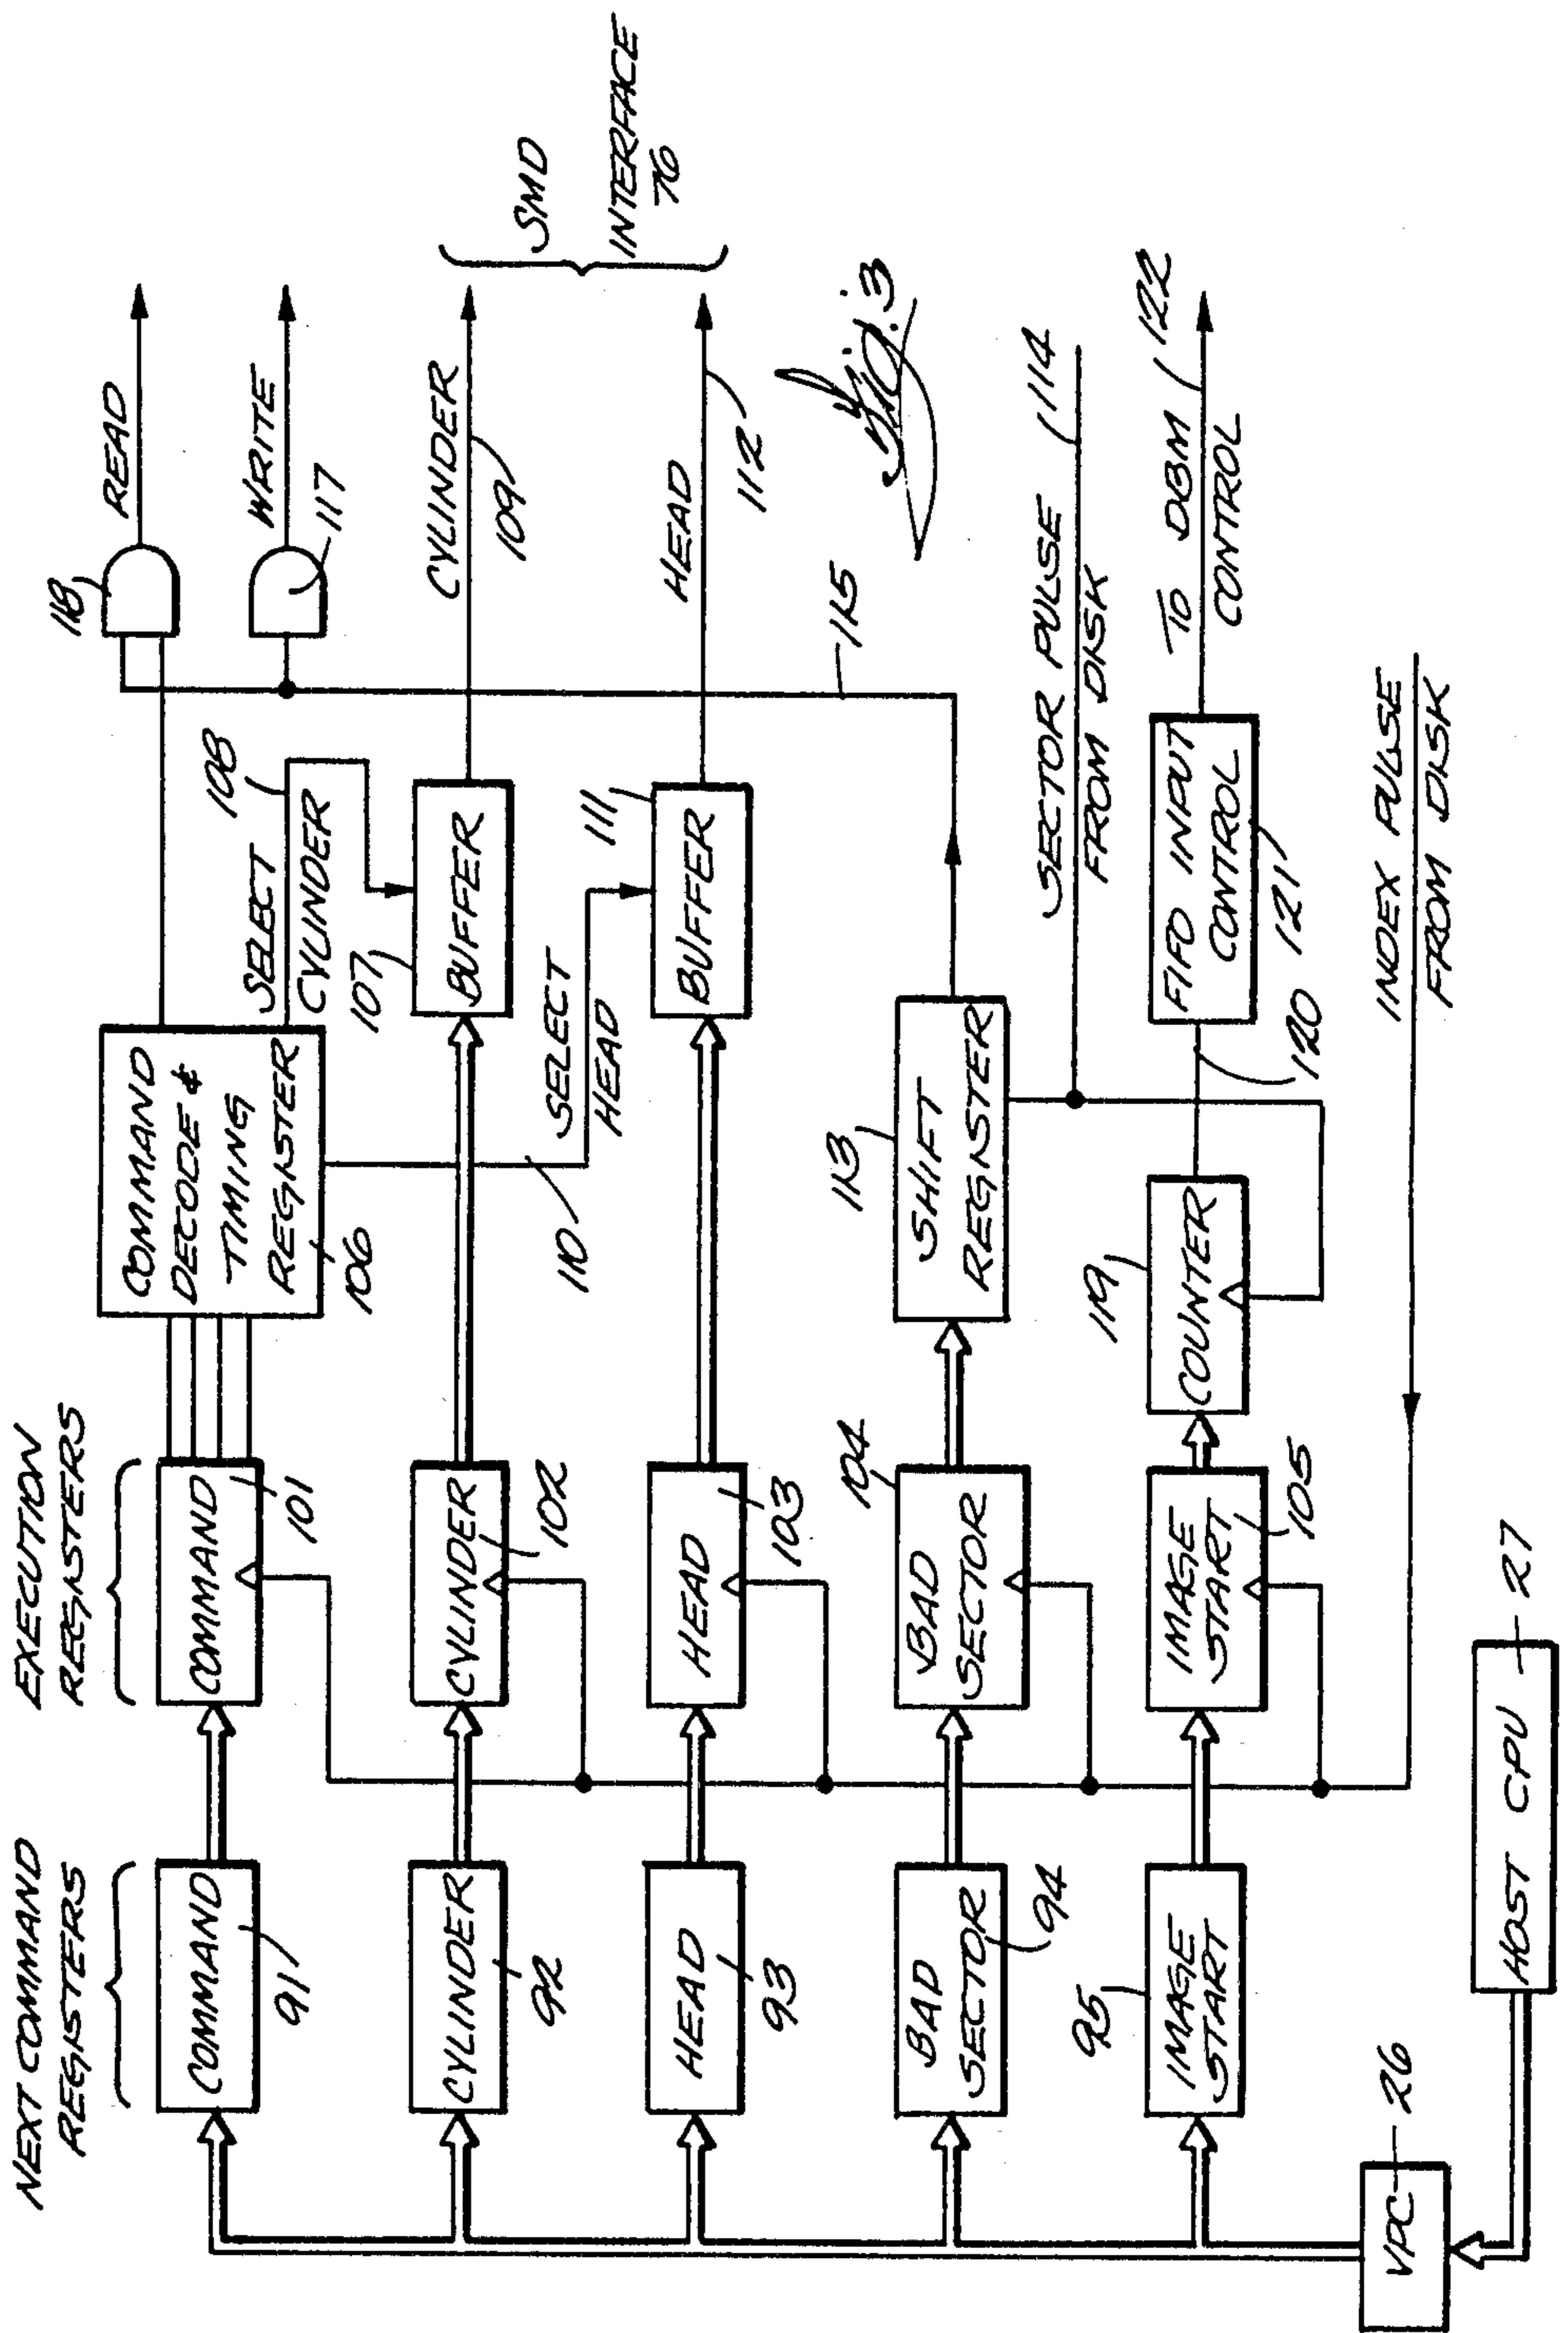 NEXT COMMAND
REGISTERS
EXECUTION
REGISTERS
COMMAND
91
COMMAND
101
COMMAND
DECODE &
TIMING
REGISTER
106
118
READ
WRITE
117
SELECT
CYLINDER
108
CYLINDER
92
CYLINDER
102
107
BUFFER
CYLINDER
109
SMD
INTERFACE
76
110
SELECT
HEAD
HEAD
93
HEAD
103
BUFFER
111
HEAD
112
BAD
SECTOR
94
BAD
SECTOR
104
SHIFT
REGISTER
113
115
Fig. 3
SECTOR PULSE
FROM DISK
114
IMAGE
START
95
IMAGE
START
105
COUNTER
119
120
FIFO INPUT
CONTROL
121
TO DBM
CONTROL
122
INDEX PULSE
FROM DISK
VPC
26
HOST CPU
27